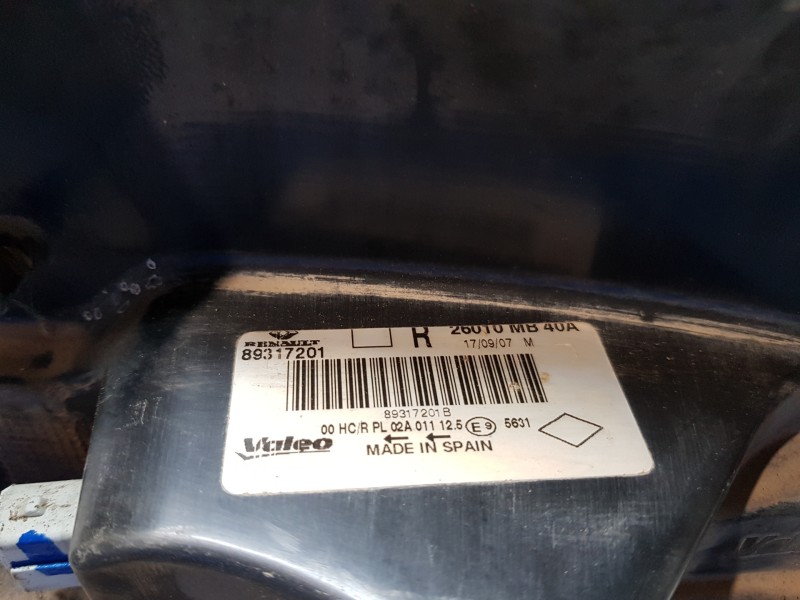 RENAULT R 26010 MB 40A
89317201 17/09/07 M
89317201B
00 HC/R PL 02A 011 12.5 E9 5631
Valeo MADE IN SPAIN